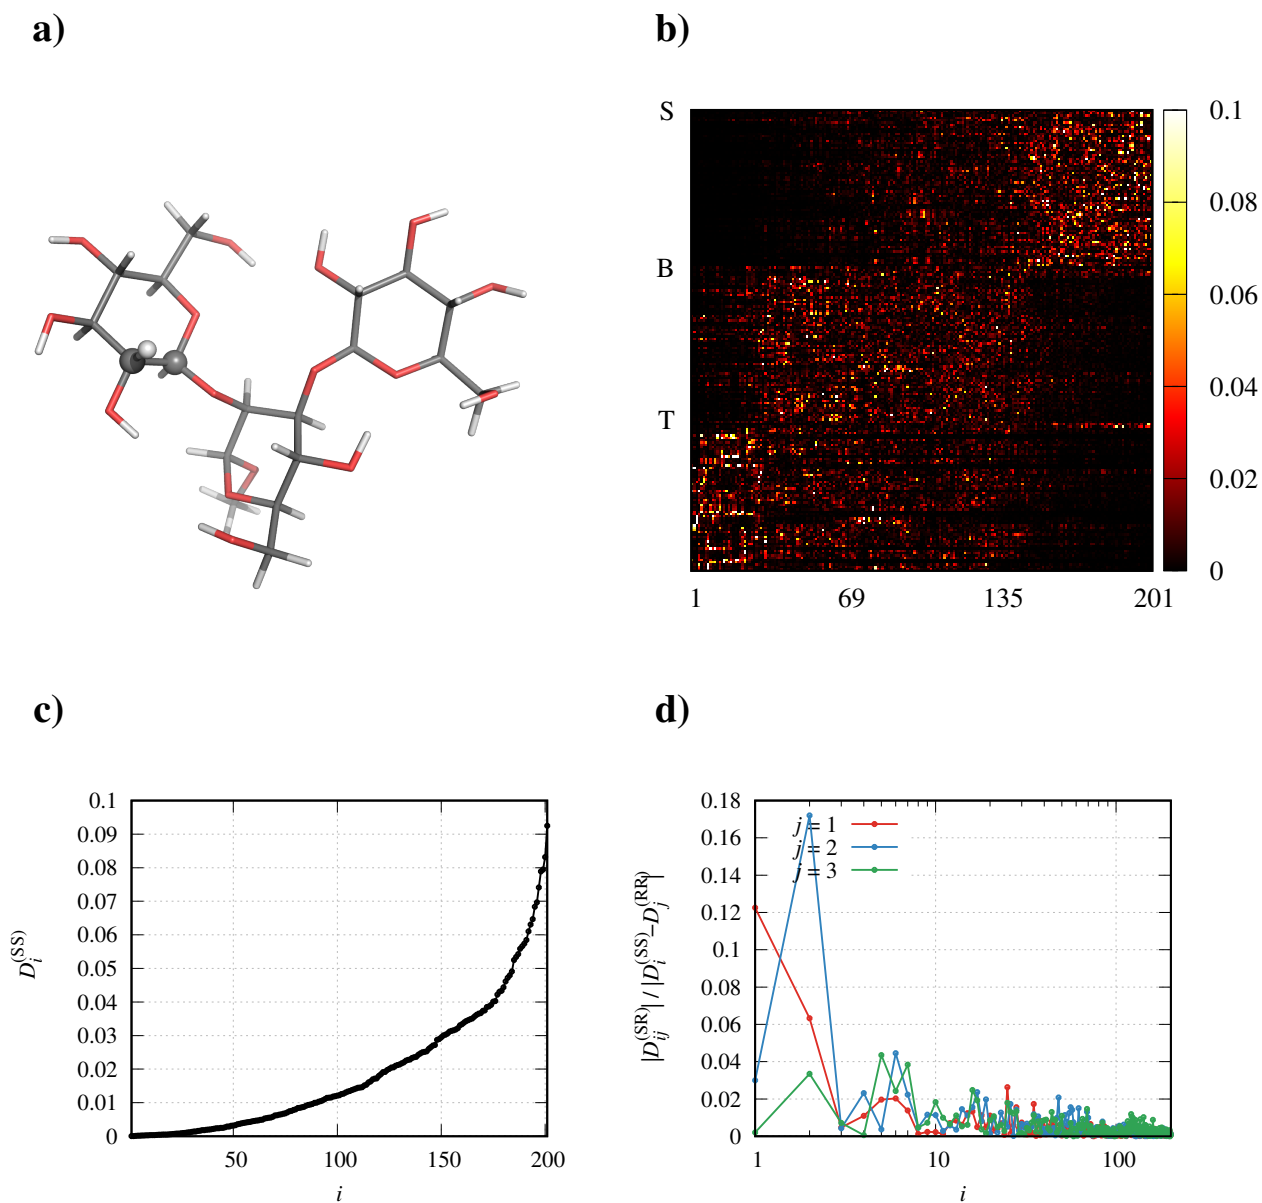 a)
b)
S
B
T
1 69 135 201
0.1
0.08
0.06
0.04
0.02
0
c)
D_i^(SS)
0.1
0.09
0.08
0.07
0.06
0.05
0.04
0.03
0.02
0.01
0
50 100 150 200
i
d)
|D_ij^(SR)| / |D_i^(SS)−D_j^(RR)|
0.18
0.16
0.14
0.12
0.1
0.08
0.06
0.04
0.02
0
j = 1
j = 2
j = 3
1 10 100
i